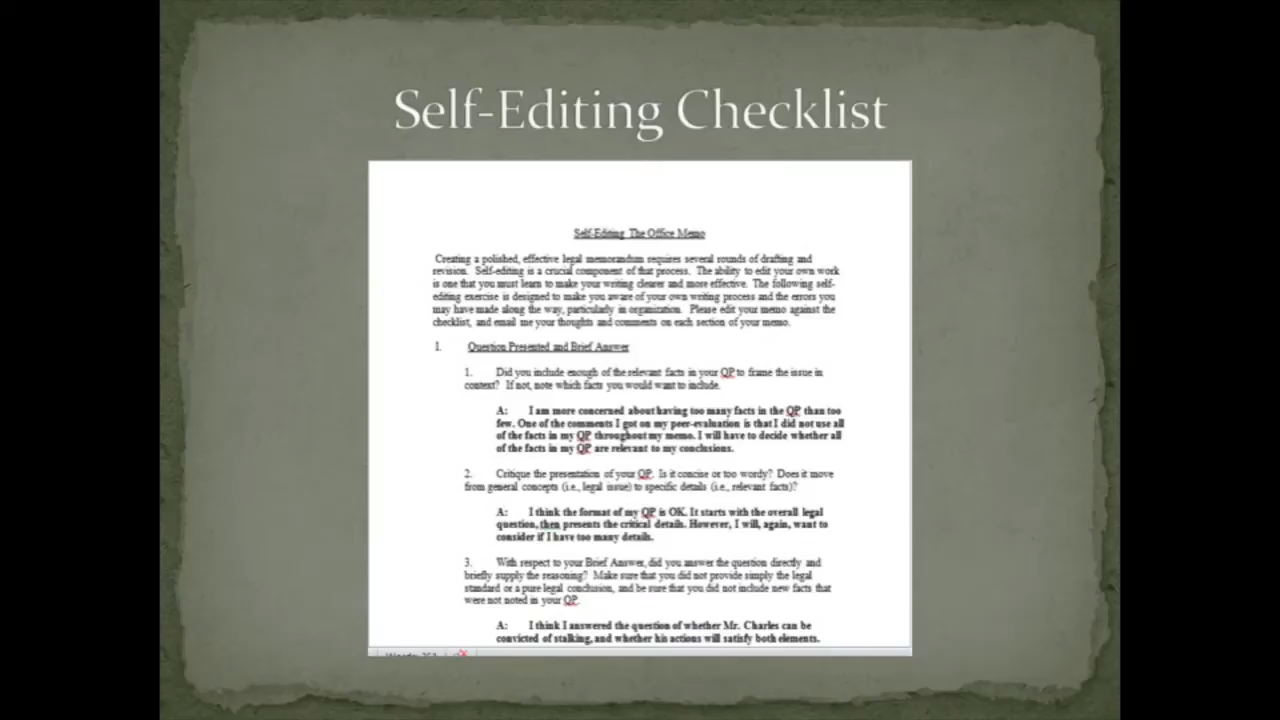 Self-Editing Checklist
Self-Editing The Office Memo
Creating a polished, effective legal memorandum requires several rounds of drafting and
revision. Self-editing is a crucial component of that process. The ability to edit your own work
is one that you must learn to make your writing clearer and more effective. The following self-
editing exercise is designed to make you aware of your own writing process and the errors you
may have made along the way, particularly in organization. Please edit your memo against the
checklist, and email me your thoughts and comments on each section of your memo.
I. Question Presented and Brief Answer
1. Did you include enough of the relevant facts in your QP to frame the issue in
context? If not, note which facts you would want to include.
A: I am more concerned about having too many facts in the QP than too
few. One of the comments I got on my peer-evaluation is that I did not use all
of the facts in my QP throughout my memo. I will have to decide whether all
of the facts in my QP are relevant to my conclusions.
2. Critique the presentation of your QP. Is it concise or too wordy? Does it move
from general concepts (i.e., legal issue) to specific details (i.e., relevant facts)?
A: I think the format of my QP is OK. It starts with the overall legal
question, then presents the critical details. However, I will, again, want to
consider if I have too many details.
3. With respect to your Brief Answer, did you answer the question directly and
briefly supply the reasoning? Make sure that you did not provide simply the legal
standard or a pure legal conclusion, and be sure that you did not include new facts that
were not noted in your QP.
A: I think I answered the question of whether Mr. Charles can be
convicted of stalking, and whether his actions will satisfy both elements.